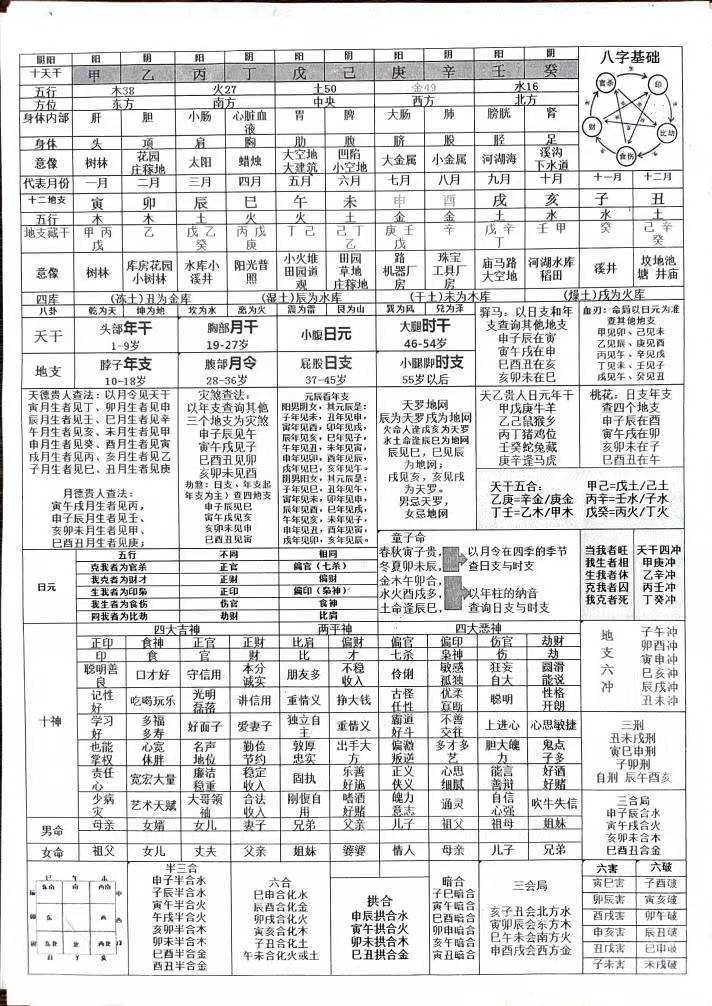 阴阳 阳 阴 阳 阴 阳 阴 阳 阴 阳 阴
十天干 甲 乙 丙 丁 戊 己 庚 辛 壬 癸
五行 木38 火27 土50 金49 水16
方位 东方 南方 中央 西方 北方
身体内部 肝 胆 小肠 心脏血液 胃 脾 大肠 肺 膀胱 肾
身体 头 项 肩 胸 肋 腹 脐 股 胫 足
意像 树林 花园庄稼地 太阳 蜡烛 大空地大建筑 凹陷小空地 大金属 小金属 河湖海 溪沟下水道
八字基础
官杀 印 比劫 食伤 财
代表月份 一月 二月 三月 四月 五月 六月 七月 八月 九月 十月 十一月 十二月
十二地支 寅 卯 辰 巳 午 未 申 酉 戌 亥 子 丑
五行 木 木 土 火 火 土 金 金 土 水 水 土
地支藏干 甲丙戊 乙 戊乙癸 丙戊庚 丁己 己丁乙 庚壬戊 辛 戊辛丁 壬甲 癸 己辛癸
意像 树林 库房花园小树林 水库小溪井 阳光普照 小火堆田园道观 田园草地庄稼地 路机器厂房 珠宝工具厂房 庙马路大空地 河湖水库稻田 溪井 坟地池塘井庙
四库 (冻土)丑为金库 (湿土)辰为水库 (干土)未为木库 (燥土)戌为火库
八卦 乾为天 坤为地 坎为水 离为火 震为雷 艮为山 巽为风 兑为泽
天干 头部年干 1-9岁 胸部月干 19-27岁 小腹日元 大腿时干 46-54岁
地支 脖子年支 10-18岁 腹部月令 28-36岁 屁股日支 37-45岁 小腿脚时支 55岁以后
驿马：以日支和年
支查询其他地支
申子辰在寅
寅午戌在申
巳酉丑在亥
亥卯未在巳
血刃：命局以日元为准
查其他地支
甲见卯、己见未
乙见辰、庚见酉
丙见午、辛见戌
丁见未、壬见子
戊见午、癸见丑
天德贵人查法：以月令见天干
寅月生者见丁、卯月生者见申
辰月生者见壬、巳月生者见辛
午月生者见亥、未月生者见甲
申月生者见癸、酉月生者见寅
戌月生者见丙、亥月生者见乙
子月生者见巳、丑月生者见庚
月德贵人查法：
寅午戌月生者见丙，
申子辰月生者见壬、
亥卯未月生者见甲、
巳酉丑月生者见庚；
灾煞查法：
以年支查询其他
三个地支为灾煞
申子辰见午
寅午戌见子
巳酉丑见卯
亥卯未见酉
劫煞：日支、年支起
年支为主）查四地支
申子辰见巳
寅午戌见亥
亥卯未见申
巳酉丑见寅
元辰看年支
阳男阴女，其元辰是：
子年见未，丑年见申，
寅年见酉，卯年见戌，
辰年见亥，巳年见子，
午年见丑，未年见寅，
申年见卯，酉年见辰，
戌年见巳，亥年见午。
阴男阳女，其元辰是：
子年见巳，丑年见午，
寅年见未，卯年见申，
辰年见酉，巳年见戌，
午年见亥，未年见子，
申年见丑，酉年见寅，
戌年见卯，亥年见辰。
天罗地网
辰为天罗戌为地网
火命人逢戌亥为天罗
水土命逢辰巳为地网
辰见巳，巳见辰
为地网；
戌见亥，亥见戌
为天罗。
男忌天罗，
女忌地网
天乙贵人日元年干
甲戊庚牛羊
乙己鼠猴乡
丙丁猪鸡位
壬癸蛇兔藏
六辛逢马虎
桃花：日支年支
查四个地支
申子辰在酉
寅午戌在卯
亥卯未在子
巳酉丑在午
天干五合： 甲己=戊土/己土
乙庚=辛金/庚金 丙辛=壬水/子水
丁壬=乙木/甲木 戊癸=丙火/丁火
日元
五行 不同 相同
克我者为官杀 正官 偏官（七杀）
我克者为财才 正财 偏财
生我者为印枭 正印 偏印（枭神）
我生者为食伤 伤官 食神
同我者为比劫 劫财 比肩
童子命
春秋寅子贵，
冬夏卯未辰， 以月令在四季的季节
查日支与时支
金木午卯合，
水火酉戌多， 以年柱的纳音
土命逢辰巳， 查询日支与时支
当我者旺 天干四冲
我生者相 甲庚冲
生我者休 乙辛冲
克我者囚 丙壬冲
我克者死 丁癸冲
十神
四大吉神 两平神 四大恶神
正印 食神 正官 正财 比肩 偏财 偏官 偏印 伤官 劫财
印 食 官 财 比 才 七杀 枭神 伤 劫
聪明善良 口才好 守信用 本分诚实 朋友多 不稳收入 伶俐 敏感孤独 狂妄自大 圆滑能说
记性好 吃喝玩乐 光明磊落 讲信用 重情义 挣大钱 古怪任性 优柔寡断 聪明 性格开朗
学习好 多福多寿 好面子 爱妻子 独立自主 重情义 霸道好斗 不善交往 上进心 心思敏捷
也能掌权 心宽体胖 名声地位 勤俭节约 敦厚忠实 出手大方 偏激叛逆 多才多艺 胆大魄力 鬼点子多
责任心 宽宏大量 廉洁稳重 稳定收入 固执 乐善好施 正义侠义 心思细腻 能言善辩 好酒好赌
少病灾 艺术天赋 大哥领袖 合法收入 刚愎自用 嗜酒好赌 魄力意志 通灵 自信心强 吹牛失信
男命 母亲 女婿 女儿 妻子 兄弟 父亲 儿子 祖父 祖母 姐妹
女命 祖父 女儿 丈夫 父亲 姐妹 婆婆 情人 母亲 儿子 兄弟
地支六冲
子午冲
卯酉冲
寅申冲
巳亥冲
辰戌冲
丑未冲
三刑
丑未戌刑
寅巳申刑
子卯刑
自刑 辰午酉亥
三合局
申子辰合水
寅午戌合火
亥卯未合木
巳酉丑合金
半三合
申子半合水
子辰半合水
寅午半合火
午戌半合火
亥卯半合木
卯未半合木
巳酉半合金
酉丑半合金
六合
巳申合化水
辰酉合化金
卯戌合化火
寅亥合化木
子丑合化土
午未合化火或土
拱合
申辰拱合水
寅午拱合火
卯未拱合木
巳丑拱合金
暗合
子巳暗合
寅午暗合
巳酉暗合
卯申暗合
亥午暗合
寅丑暗合
三会局
亥子丑会北方水
寅卯辰会东方木
巳午未会南方火
申酉戌会西方金
六害 六破
寅巳害 子酉破
卯辰害 寅亥破
酉戌害 卯午破
申亥害 辰丑破
丑午害 巳申破
子未害 未戌破